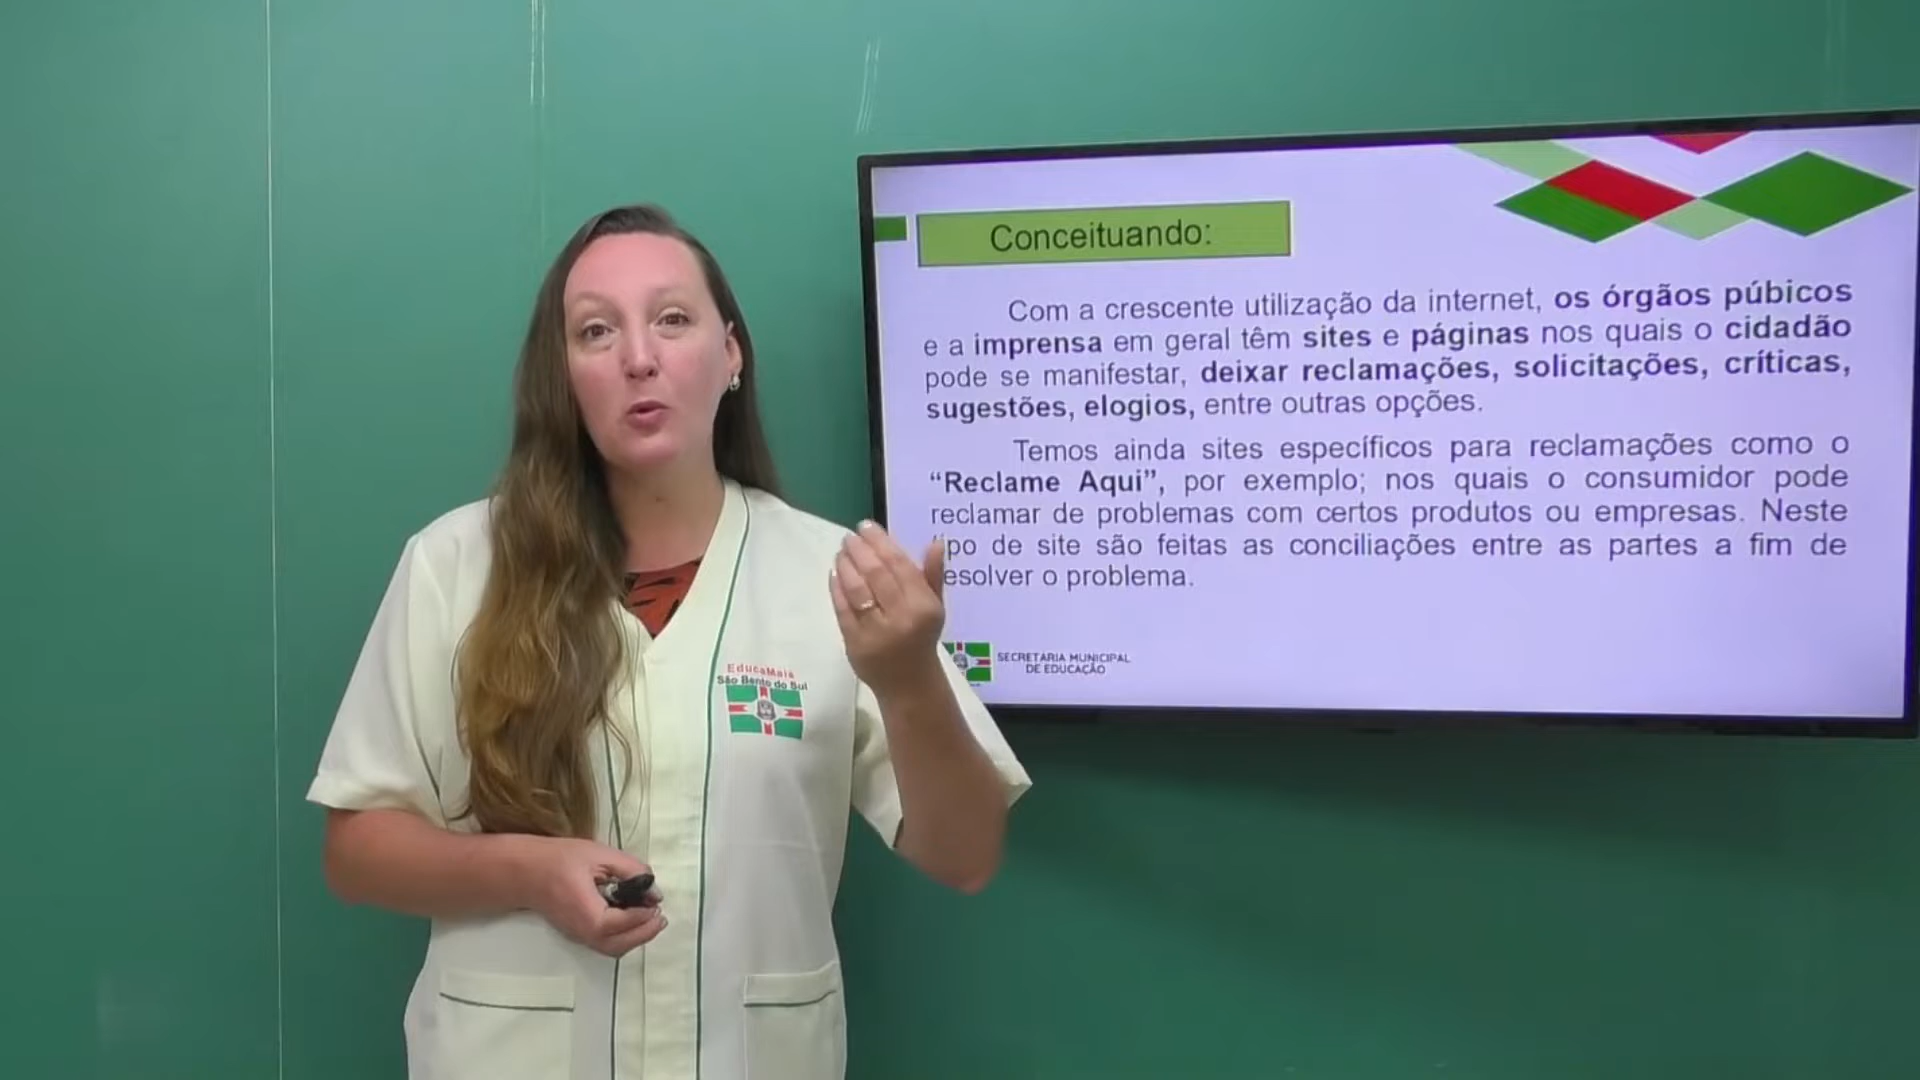 Conceituando:
Com a crescente utilização da internet, os órgãos púbicos
e a imprensa em geral têm sites e páginas nos quais o cidadão
pode se manifestar, deixar reclamações, solicitações, críticas,
sugestões, elogios, entre outras opções.
Temos ainda sites específicos para reclamações como o
“Reclame Aqui”, por exemplo; nos quais o consumidor pode
reclamar de problemas com certos produtos ou empresas. Neste
ipo de site são feitas as conciliações entre as partes a fim de
esolver o problema.
SECRETARIA MUNICIPAL
DE EDUCAÇÃO
EducaMais
São Bento do Sul